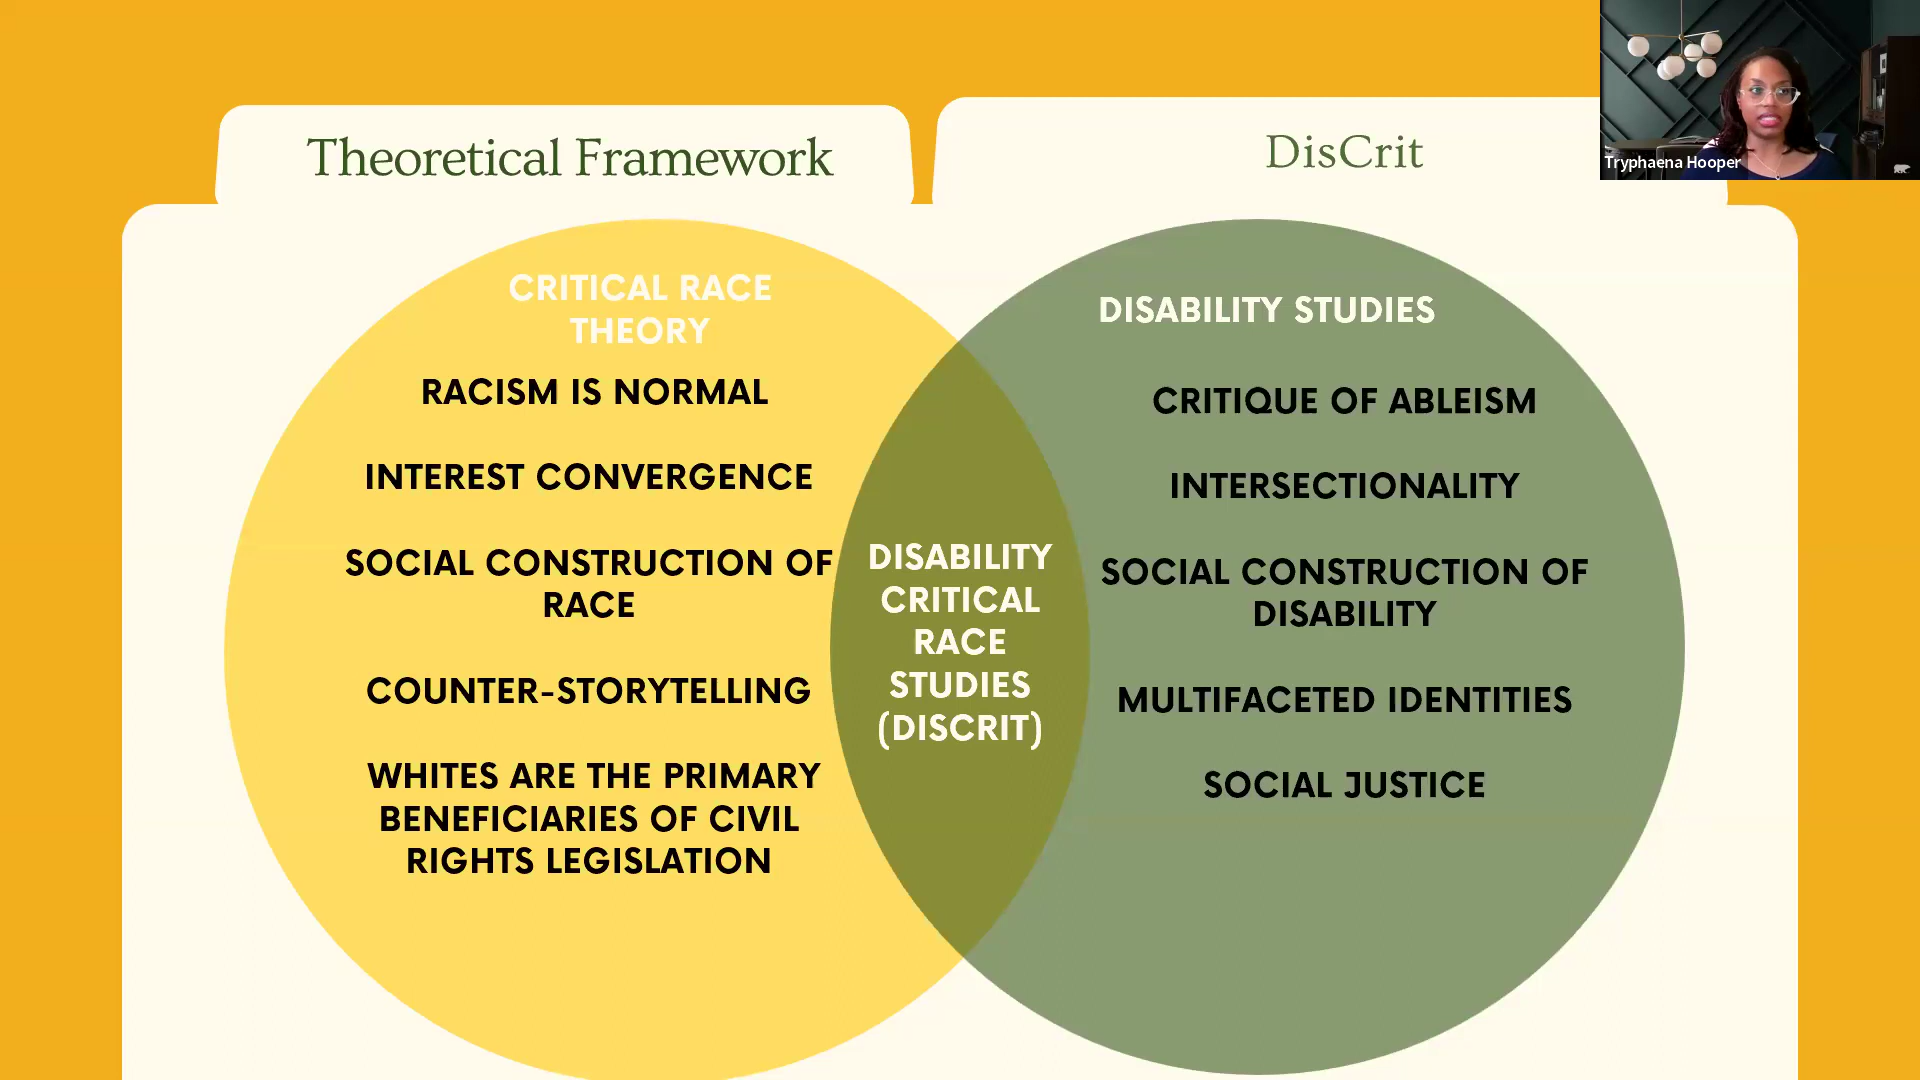 Theoretical Framework
DisCrit
Tryphaena Hooper
CRITICAL RACE
THEORY
RACISM IS NORMAL
INTEREST CONVERGENCE
SOCIAL CONSTRUCTION OF
RACE
COUNTER-STORYTELLING
WHITES ARE THE PRIMARY
BENEFICIARIES OF CIVIL
RIGHTS LEGISLATION
DISABILITY
CRITICAL
RACE
STUDIES
(DISCRIT)
DISABILITY STUDIES
CRITIQUE OF ABLEISM
INTERSECTIONALITY
SOCIAL CONSTRUCTION OF
DISABILITY
MULTIFACETED IDENTITIES
SOCIAL JUSTICE